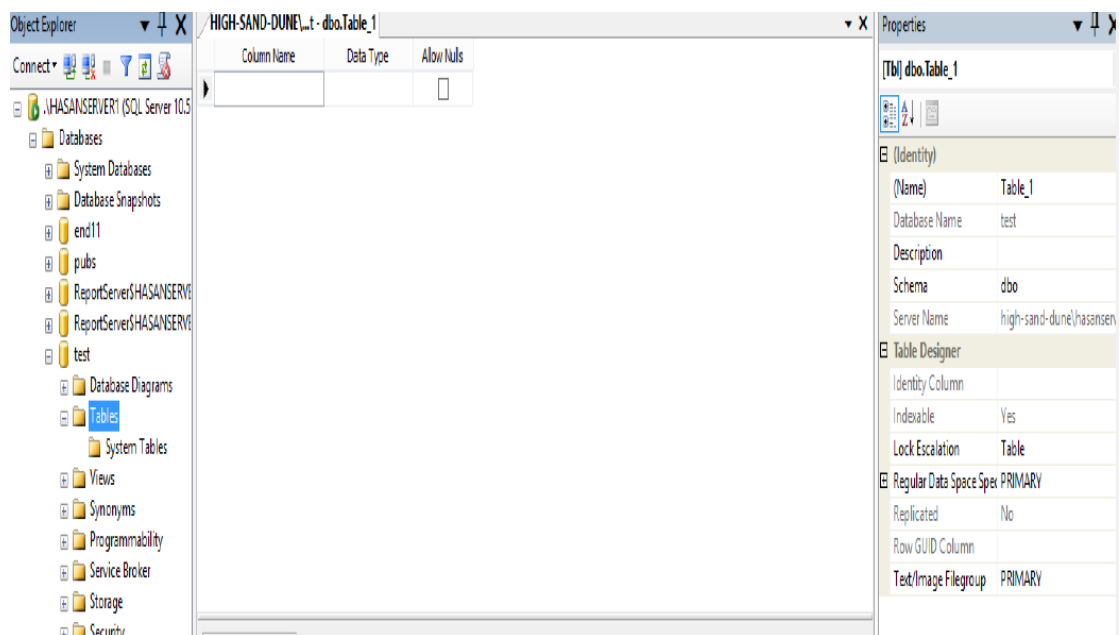 Object Explorer
Connect
.\HASANSERVER1 (SQL Server 10.5
Databases
System Databases
Database Snapshots
end11
pubs
ReportServer$HASANSERVE
ReportServer$HASANSERVE
test
Database Diagrams
Tables
System Tables
Views
Synonyms
Programmability
Service Broker
Storage
Security
HIGH-SAND-DUNE\...t - dbo.Table_1
Column Name Data Type Allow Nulls
Properties
[Tbl] dbo.Table_1
(Identity)
(Name) Table_1
Database Name test
Description
Schema dbo
Server Name high-sand-dune\hasanserv
Table Designer
Identity Column
Indexable Yes
Lock Escalation Table
Regular Data Space Spec PRIMARY
Replicated No
Row GUID Column
Text/Image Filegroup PRIMARY